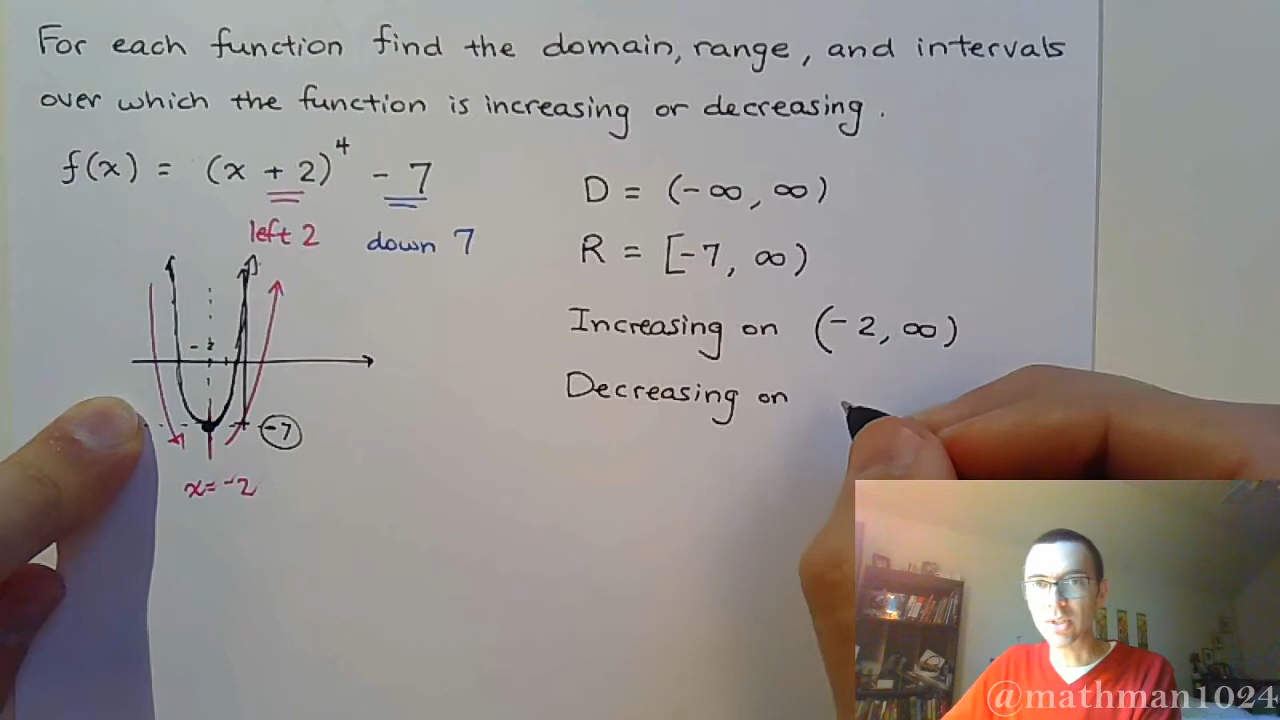 For each function find the domain, range, and intervals
over which the function is increasing or decreasing.
f(x) = (x + 2)⁴ - 7
left 2
down 7
D = (-∞, ∞)
R = [-7, ∞)
Increasing on (-2, ∞)
Decreasing on
-7
x = -2
@mathman1024